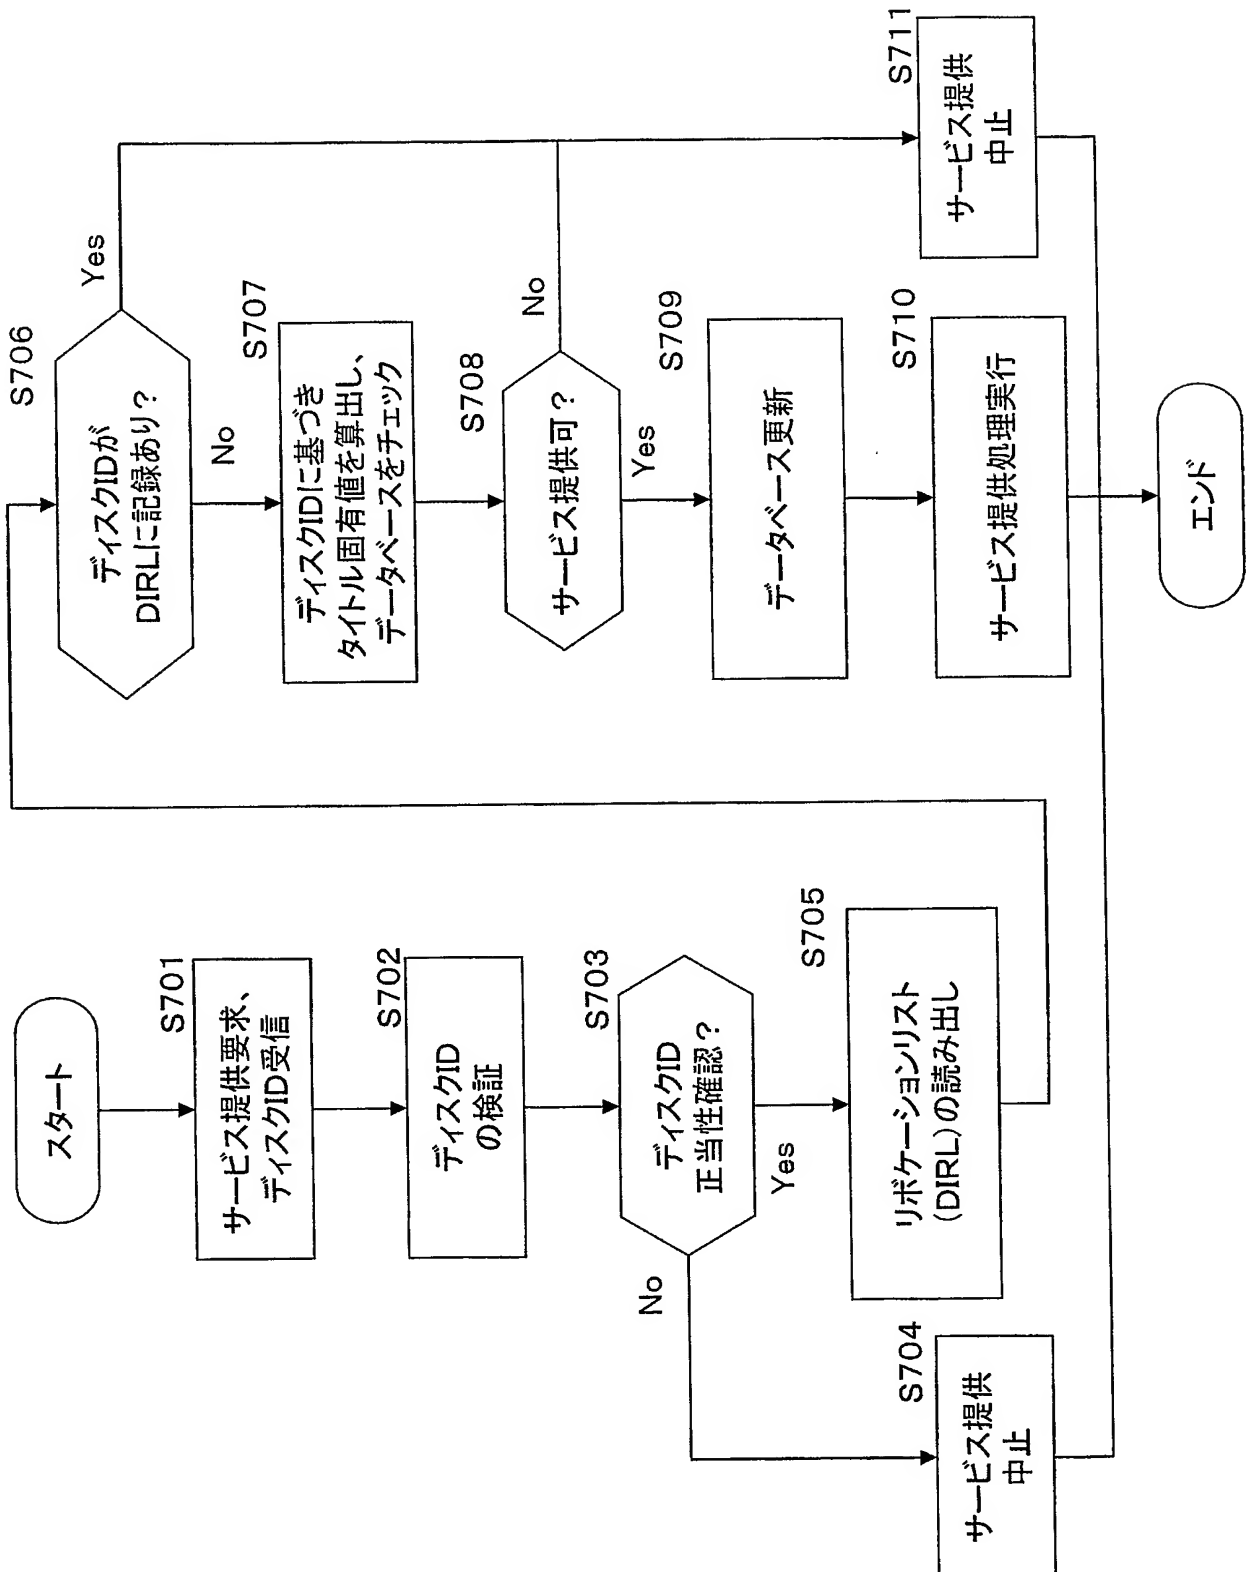 スタート
S701
サービス提供要求、
ディスクID受信
S702
ディスクID
の検証
S703
ディスクID
正当性確認？
No
Yes
S704
サービス提供
中止
S705
リボケーションリスト
(DIRL)の読み出し
S706
ディスクIDが
DIRLに記録あり？
Yes
No
S707
ディスクIDに基づき
タイトル固有値を算出し、
データベースをチェック
S708
サービス提供可？
No
Yes
S709
データベース更新
S710
サービス提供処理実行
S711
サービス提供
中止
エンド